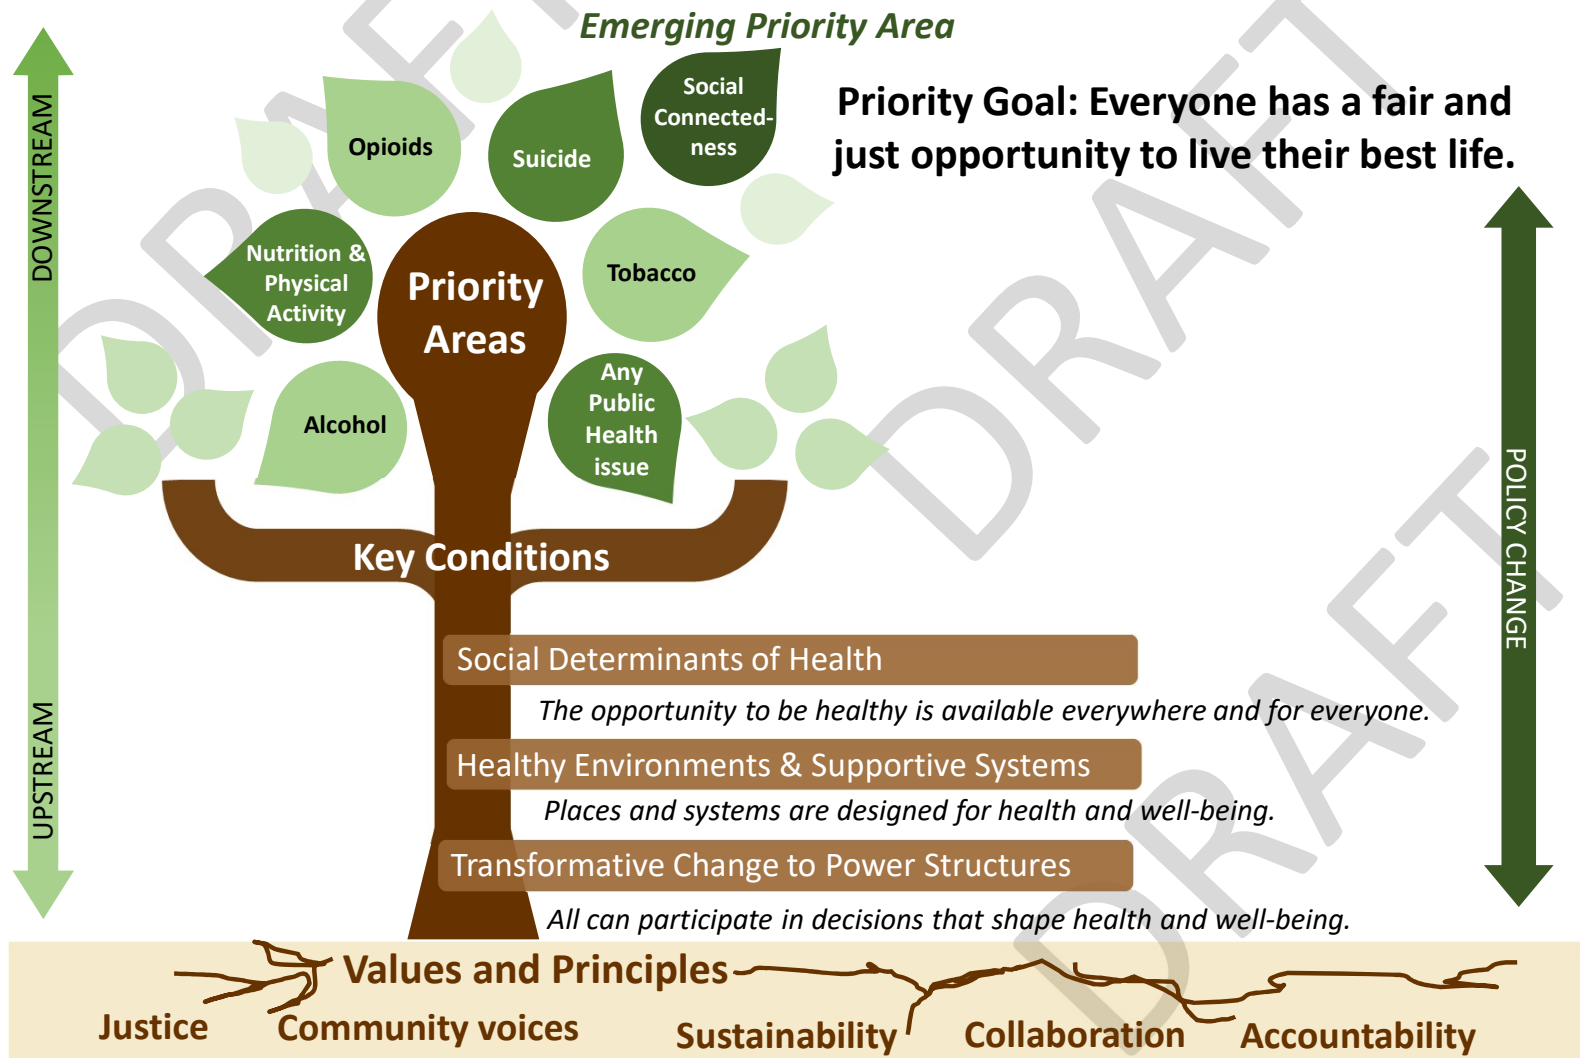 Emerging Priority Area
Priority Goal: Everyone has a fair and
just opportunity to live their best life.
DOWNSTREAM
UPSTREAM
Opioids
Suicide
Social
Connected-
ness
Nutrition &
Physical
Activity
Priority
Areas
Tobacco
Alcohol
Any
Public
Health
issue
Key Conditions
POLICY CHANGE
Social Determinants of Health
The opportunity to be healthy is available everywhere and for everyone.
Healthy Environments & Supportive Systems
Places and systems are designed for health and well-being.
Transformative Change to Power Structures
All can participate in decisions that shape health and well-being.
Values and Principles
Justice
Community voices
Sustainability
Collaboration
Accountability
DRAFT
DRAFT
DRAFT